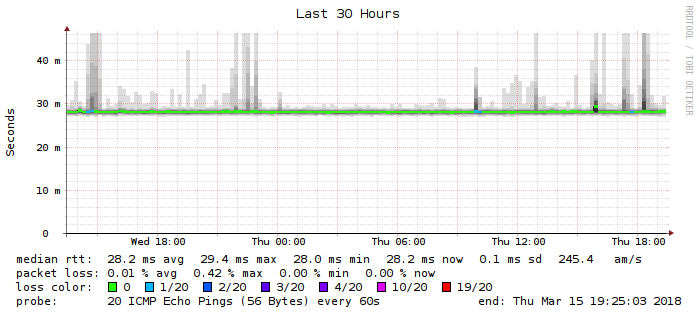 Last 30 Hours
RRDTOOL / TOBI OETIKER
Seconds
40 m
30 m
20 m
10 m
0
Wed 18:00 Thu 00:00 Thu 06:00 Thu 12:00 Thu 18:00
median rtt: 28.2 ms avg 29.4 ms max 28.0 ms min 28.2 ms now 0.1 ms sd 245.4 am/s
packet loss: 0.01 % avg 0.42 % max 0.00 % min 0.00 % now
loss color: 0 1/20 2/20 3/20 4/20 10/20 19/20
probe: 20 ICMP Echo Pings (56 Bytes) every 60s end: Thu Mar 15 19:25:03 2018